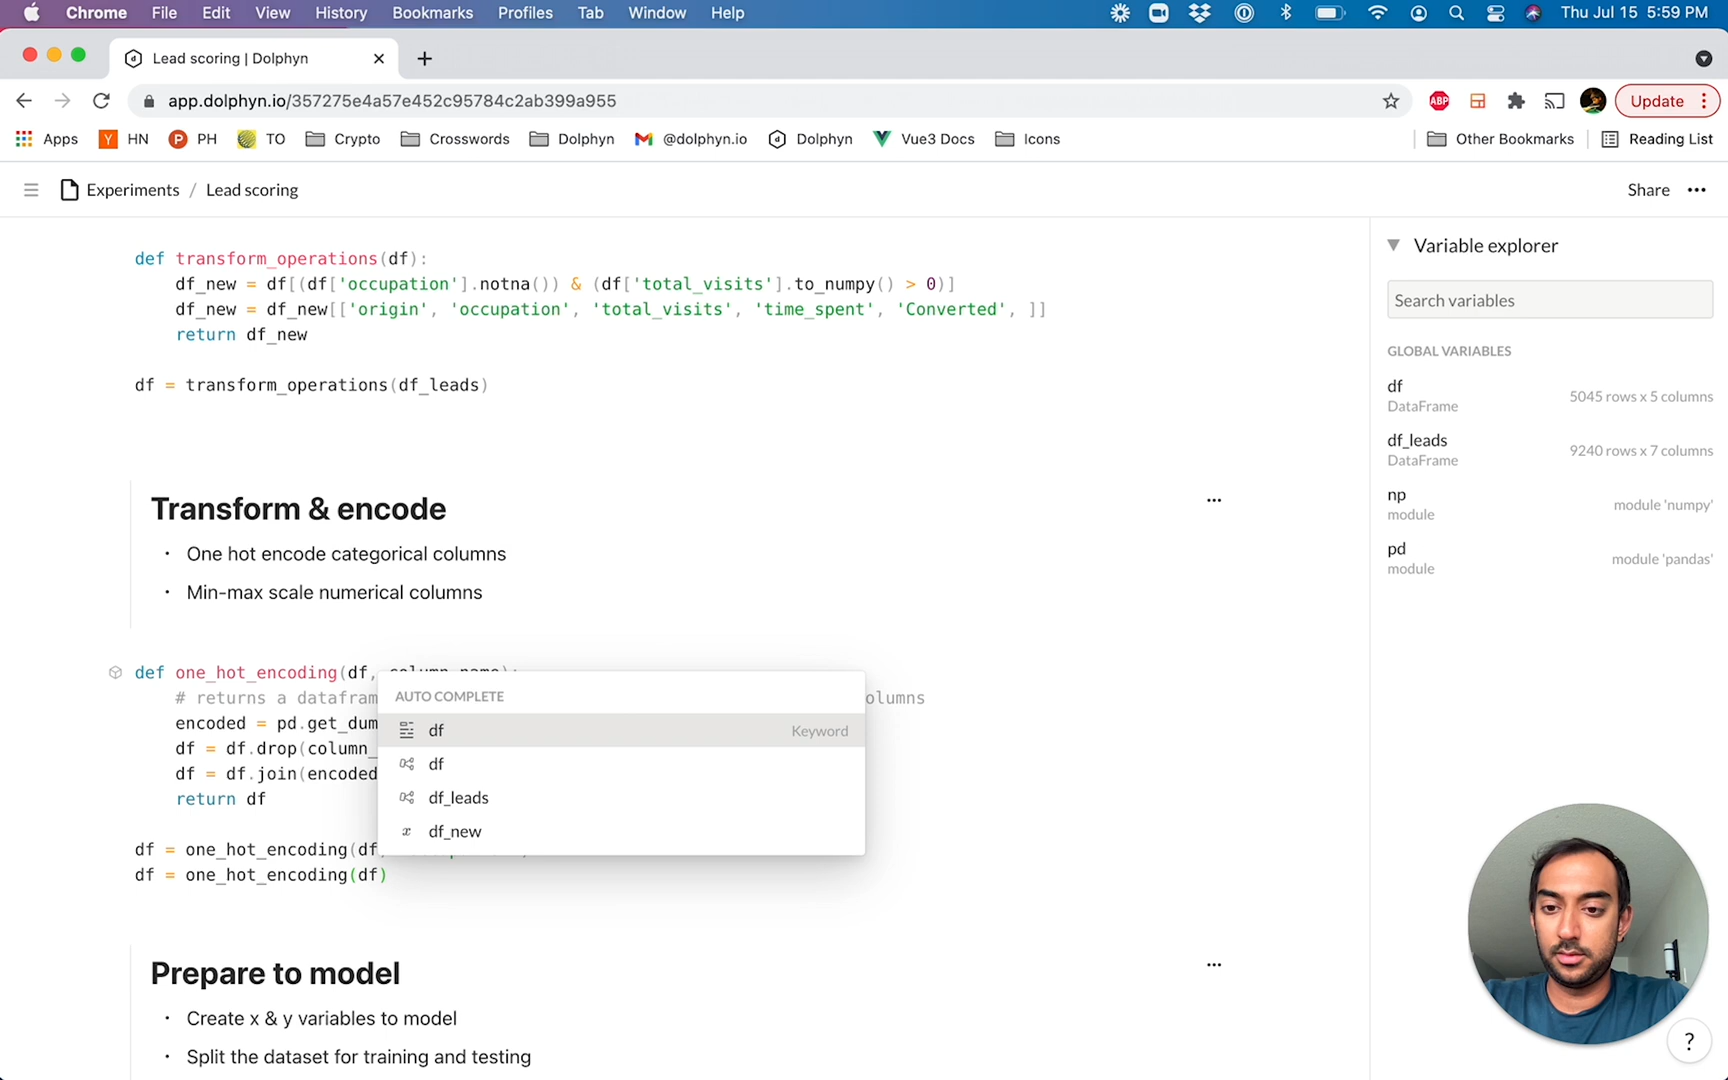 Chrome File Edit View History Bookmarks Profiles Tab Window Help Thu Jul 15 5:59 PM
Lead scoring | Dolphyn
app.dolphyn.io/357275e4a57e452c95784c2ab399a955
ABP
Update
Apps Y HN P PH TO Crypto Crosswords Dolphyn @dolphyn.io Dolphyn Vue3 Docs Icons Other Bookmarks Reading List
Experiments / Lead scoring Share
def transform_operations(df):
df_new = df[(df['occupation'].notna()) & (df['total_visits'].to_numpy() > 0)]
df_new = df_new[['origin', 'occupation', 'total_visits', 'time_spent', 'Converted', ]]
return df_new
df = transform_operations(df_leads)
Transform & encode
• One hot encode categorical columns
• Min-max scale numerical columns
def one_hot_encoding(df, column_name):
# returns a datafram olumns
encoded = pd.get_dum
df = df.drop(column_
df = df.join(encoded
return df
df = one_hot_encoding(df
df = one_hot_encoding(df)
AUTO COMPLETE
df Keyword
df
df_leads
x df_new
Prepare to model
• Create x & y variables to model
• Split the dataset for training and testing
Variable explorer
Search variables
GLOBAL VARIABLES
df
DataFrame 5045 rows x 5 columns
df_leads
DataFrame 9240 rows x 7 columns
np
module module 'numpy'
pd
module module 'pandas'
?